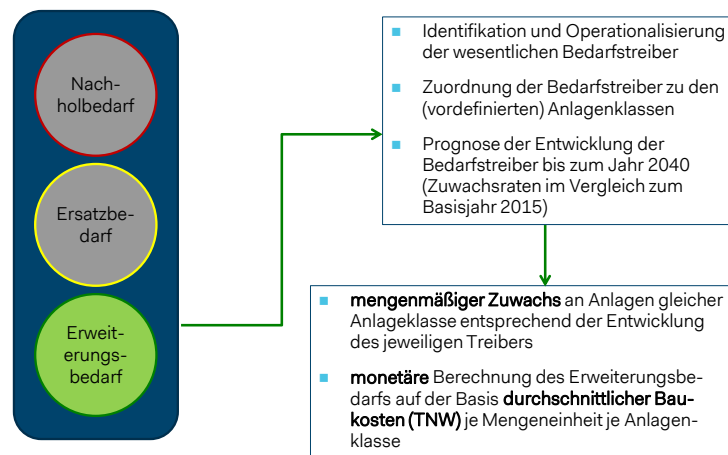 Nach-
holbedarf
Ersatzbe-
darf
Erweit-
erungs-
bedarf
Identifikation und Operationalisierung
der wesentlichen Bedarfstreiber
Zuordnung der Bedarfstreiber zu den
(vordefinierten) Anlagenklassen
Prognose der Entwicklung der
Bedarfstreiber bis zum Jahr 2040
(Zuwachsraten im Vergleich zum
Basisjahr 2015)
mengenmäßiger Zuwachs an Anlagen gleicher
Anlageklasse entsprechend der Entwicklung
des jeweiligen Treibers
monetäre Berechnung des Erweiterungsbe-
darfs auf der Basis durchschnittlicher Bau-
kosten (TNW) je Mengeneinheit je Anlagen-
klasse